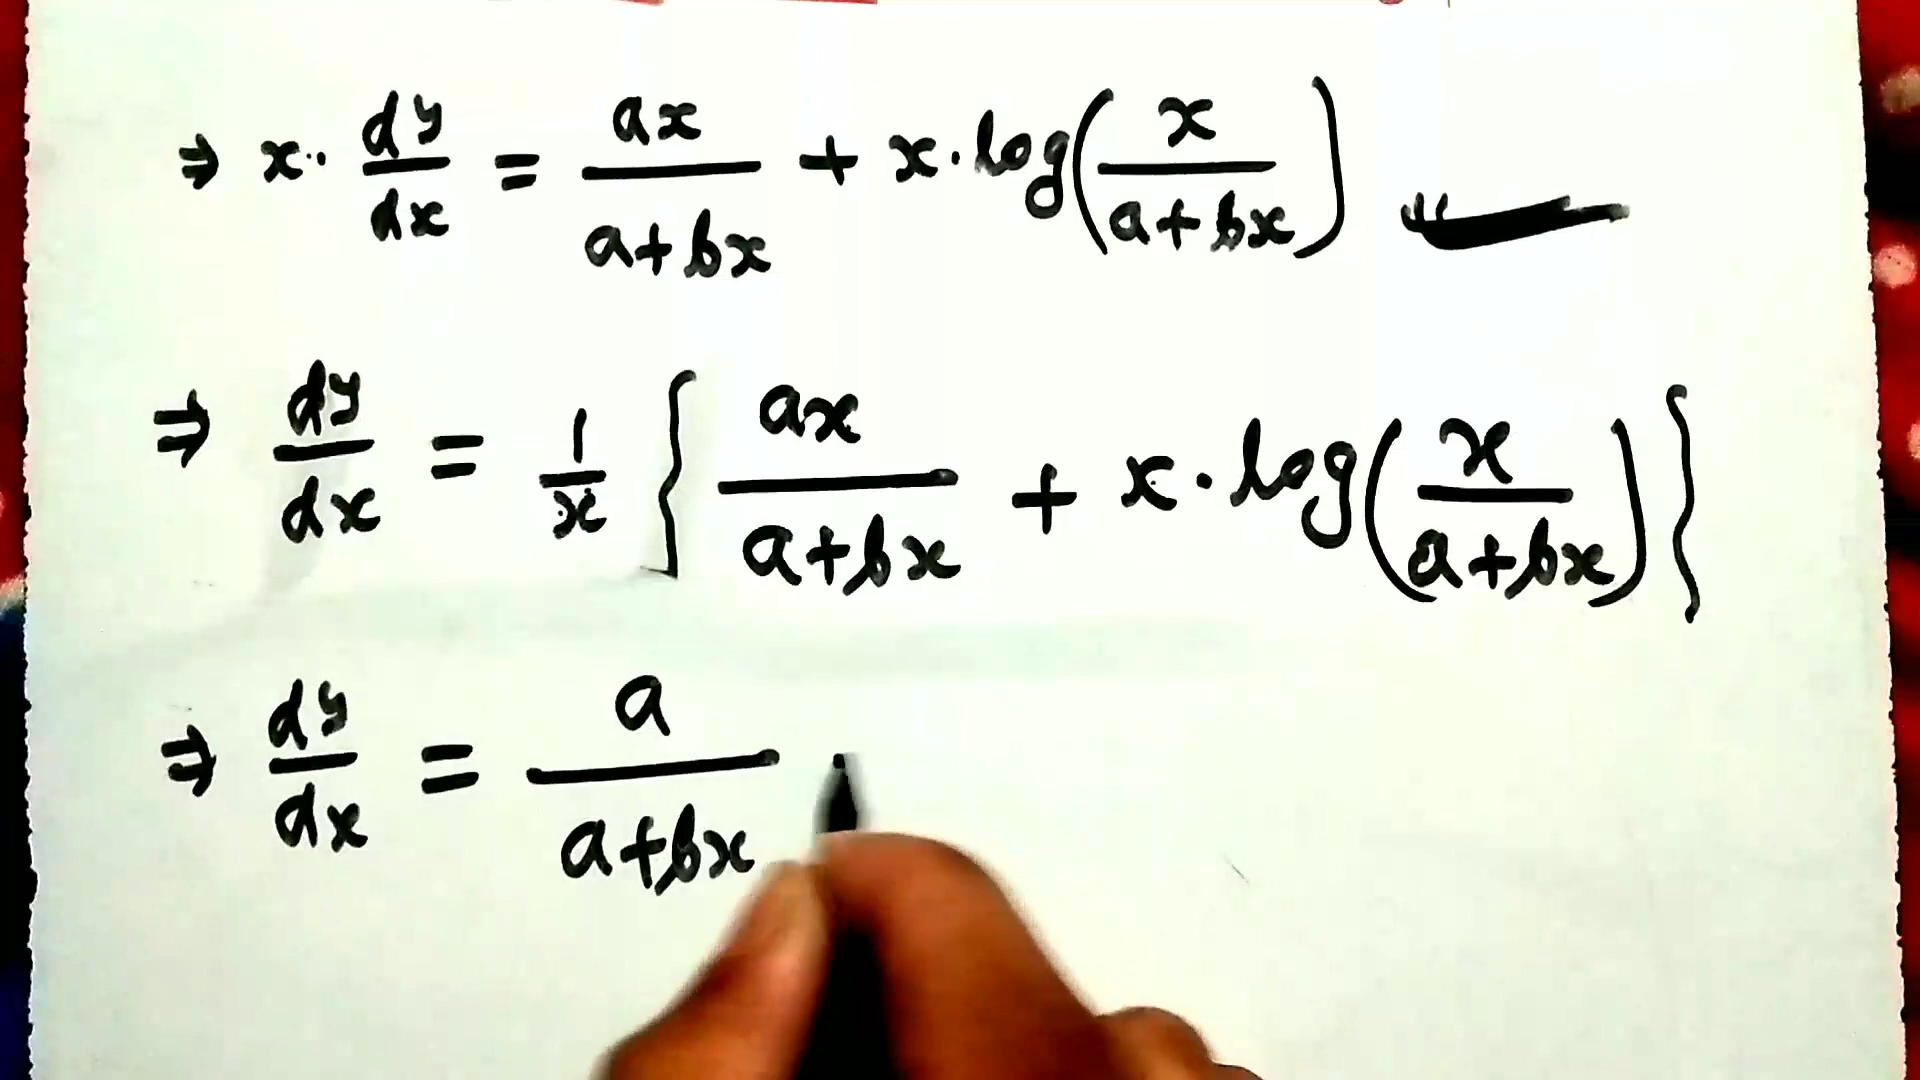 ⇒ x·· dy/dx = ax/(a+bx) + x·log(x/(a+bx))
⇒ dy/dx = 1/x { ax/(a+bx) + x·log(x/(a+bx)) }
⇒ dy/dx = a/(a+bx)